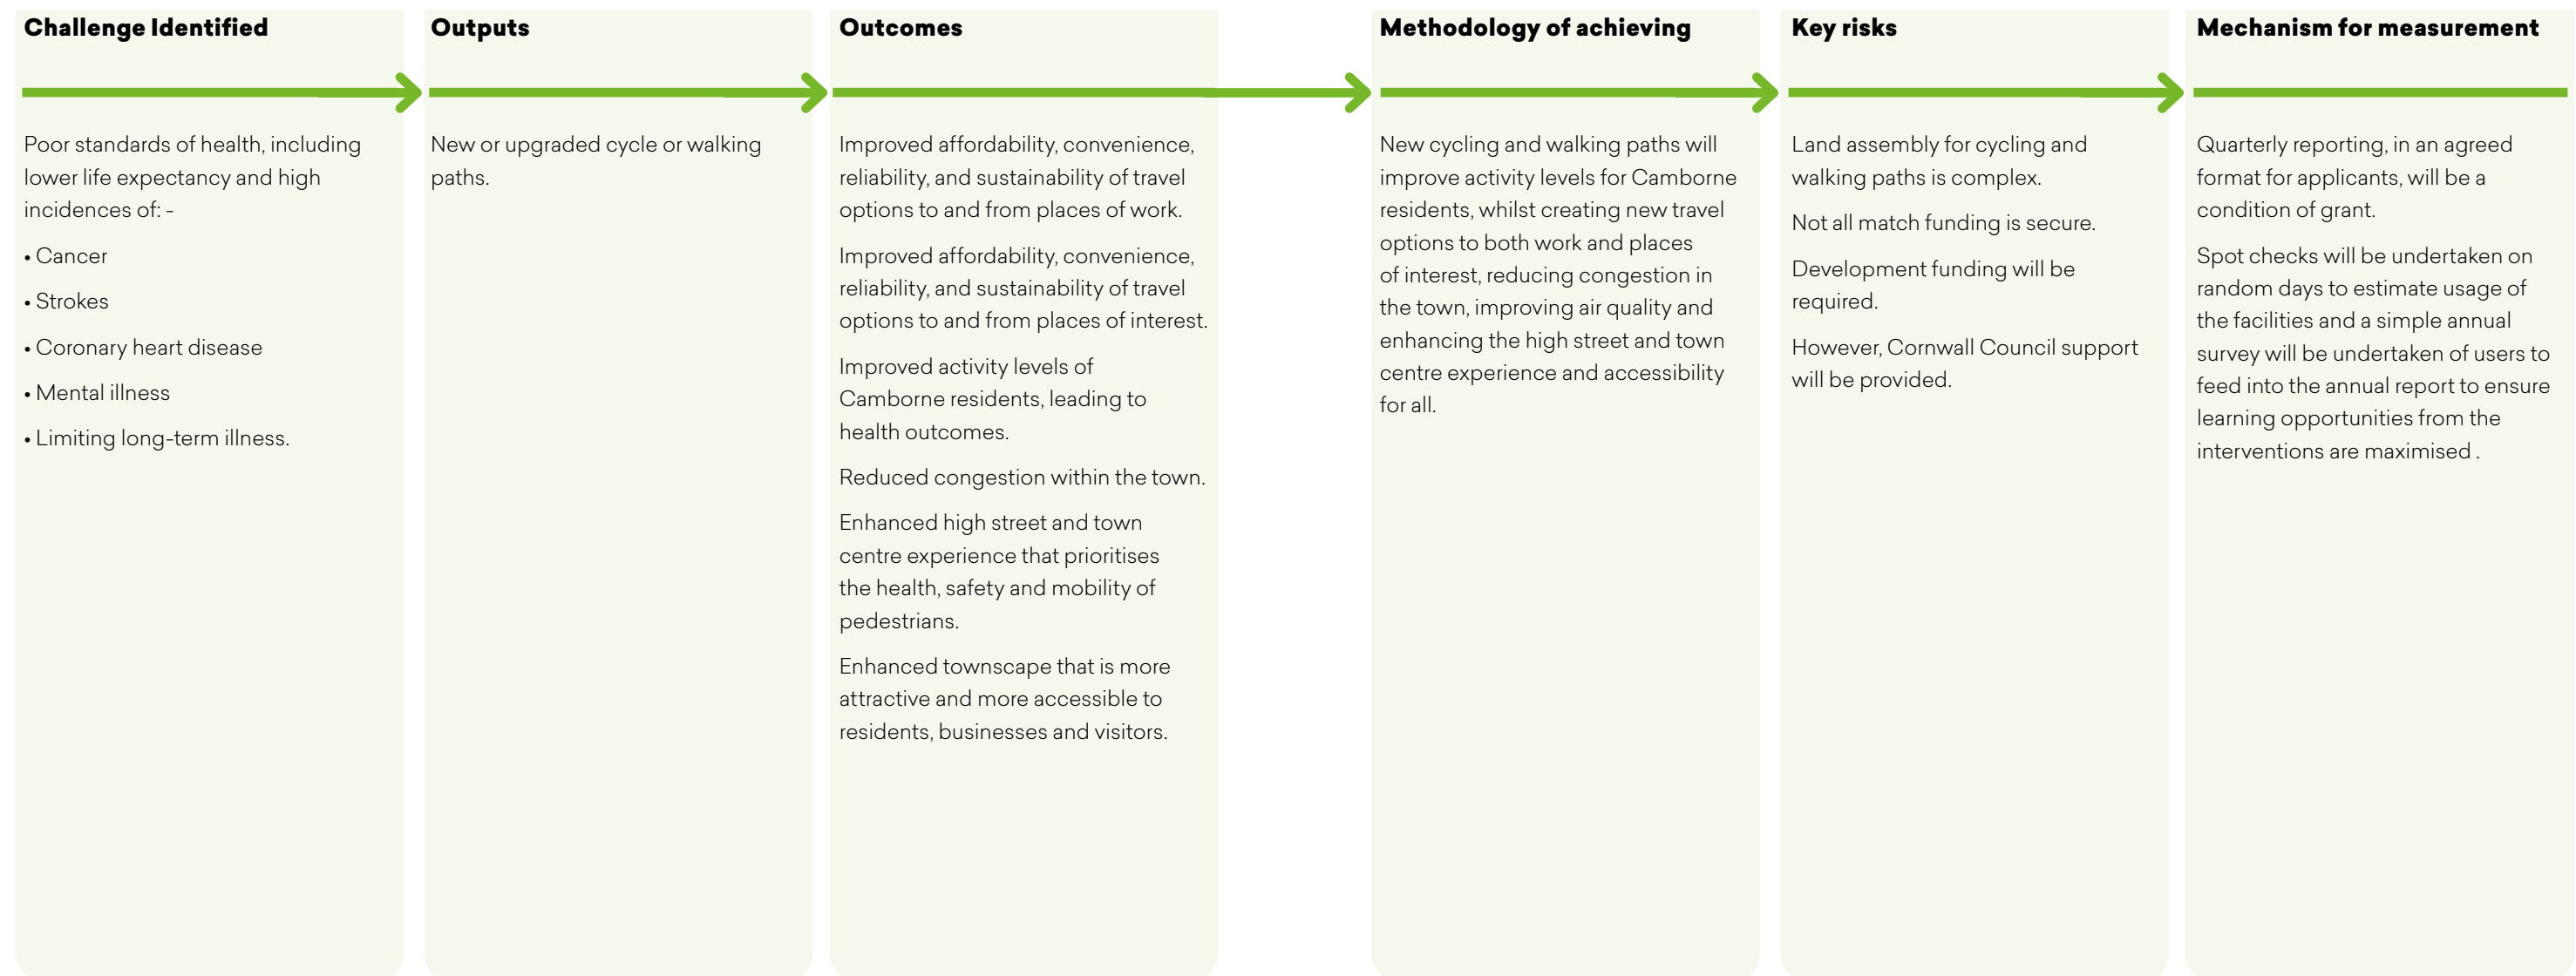 Challenge Identified
Poor standards of health, including
lower life expectancy and high
incidences of: -
• Cancer
• Strokes
• Coronary heart disease
• Mental illness
• Limiting long-term illness.
Outputs
New or upgraded cycle or walking
paths.
Outcomes
Improved affordability, convenience,
reliability, and sustainability of travel
options to and from places of work.
Improved affordability, convenience,
reliability, and sustainability of travel
options to and from places of interest.
Improved activity levels of
Camborne residents, leading to
health outcomes.
Reduced congestion within the town.
Enhanced high street and town
centre experience that prioritises
the health, safety and mobility of
pedestrians.
Enhanced townscape that is more
attractive and more accessible to
residents, businesses and visitors.
Methodology of achieving
New cycling and walking paths will
improve activity levels for Camborne
residents, whilst creating new travel
options to both work and places
of interest, reducing congestion in
the town, improving air quality and
enhancing the high street and town
centre experience and accessibility
for all.
Key risks
Land assembly for cycling and
walking paths is complex.
Not all match funding is secure.
Development funding will be
required.
However, Cornwall Council support
will be provided.
Mechanism for measurement
Quarterly reporting, in an agreed
format for applicants, will be a
condition of grant.
Spot checks will be undertaken on
random days to estimate usage of
the facilities and a simple annual
survey will be undertaken of users to
feed into the annual report to ensure
learning opportunities from the
interventions are maximised .